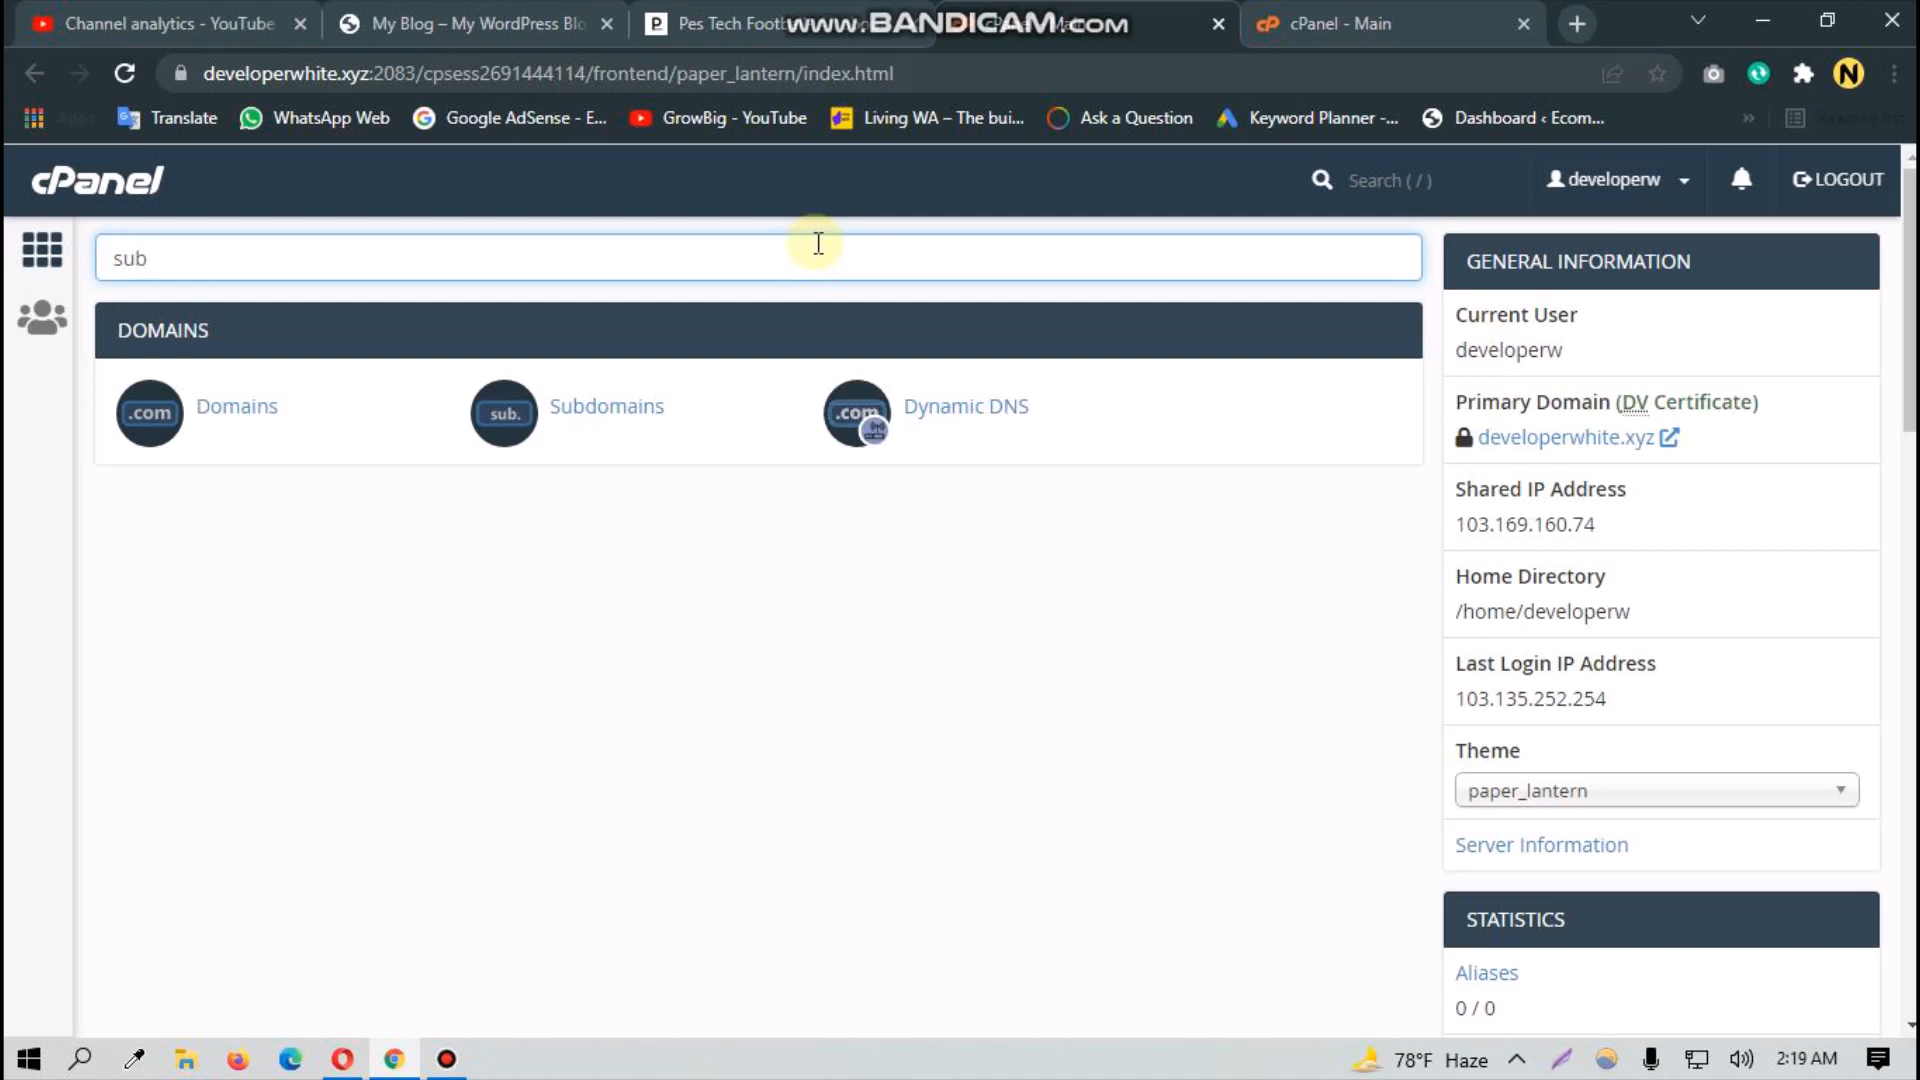 Channel analytics - YouTube
My Blog – My WordPress Blo
Pes Tech Footb
www.BANDICAM.com
cPanel - Main
developerwhite.xyz:2083/cpsess2691444114/frontend/paper_lantern/index.html
Translate
WhatsApp Web
Google AdSense - E...
GrowBig - YouTube
Living WA – The bui...
Ask a Question
Keyword Planner -...
Dashboard ‹ Ecom...
cPanel
Search ( / )
developerw
LOGOUT
sub
DOMAINS
.com Domains
sub. Subdomains
.com Dynamic DNS
GENERAL INFORMATION
Current User
developerw
Primary Domain (DV Certificate)
developerwhite.xyz
Shared IP Address
103.169.160.74
Home Directory
/home/developerw
Last Login IP Address
103.135.252.254
Theme
paper_lantern
Server Information
STATISTICS
Aliases
0 / 0
78°F Haze
2:19 AM